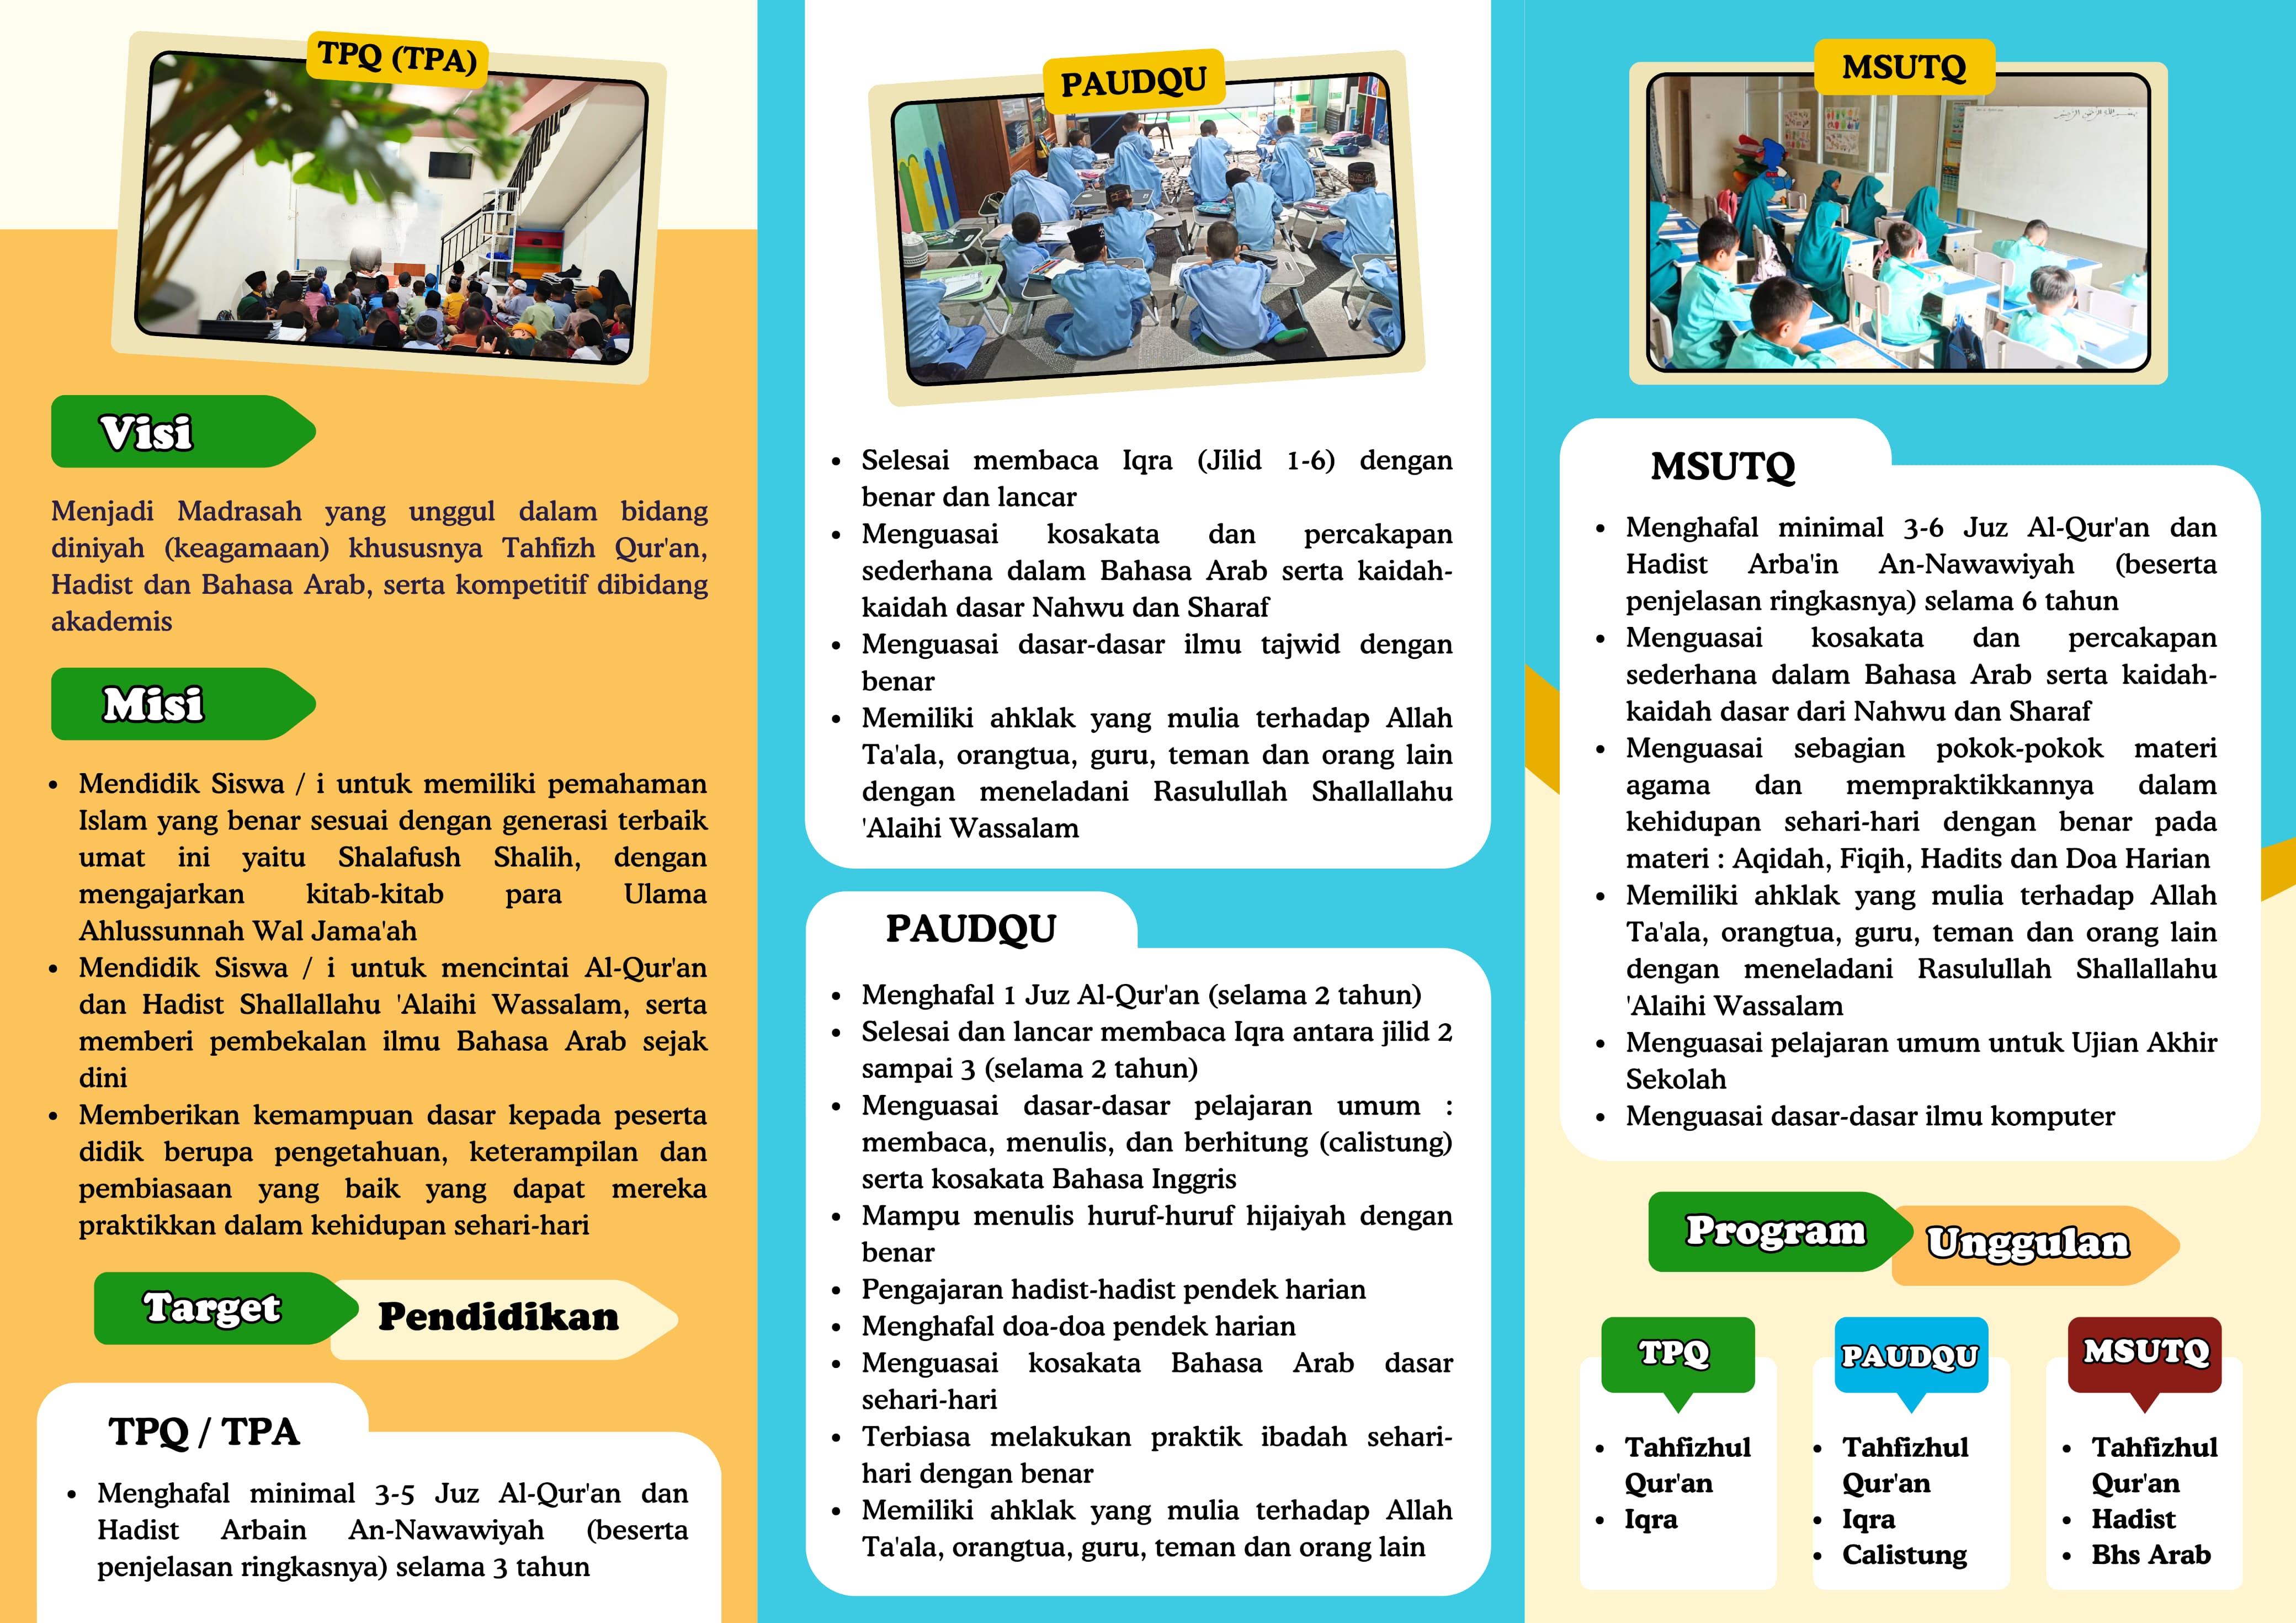 TPQ (TPA)
Visi
Menjadi Madrasah yang unggul dalam bidang
diniyah (keagamaan) khususnya Tahfizh Qur'an,
Hadist dan Bahasa Arab, serta kompetitif dibidang
akademis
Misi
• Mendidik Siswa / i untuk memiliki pemahaman
Islam yang benar sesuai dengan generasi terbaik
umat ini yaitu Shalafush Shalih, dengan
mengajarkan kitab-kitab para Ulama
Ahlussunnah Wal Jama'ah
• Mendidik Siswa / i untuk mencintai Al-Qur'an
dan Hadist Shallallahu 'Alaihi Wassalam, serta
memberi pembekalan ilmu Bahasa Arab sejak
dini
• Memberikan kemampuan dasar kepada peserta
didik berupa pengetahuan, keterampilan dan
pembiasaan yang baik yang dapat mereka
praktikkan dalam kehidupan sehari-hari
Target Pendidikan
TPQ / TPA
• Menghafal minimal 3-5 Juz Al-Qur'an dan
Hadist Arbain An-Nawawiyah (beserta
penjelasan ringkasnya) selama 3 tahun
PAUDQU
• Selesai membaca Iqra (Jilid 1-6) dengan
benar dan lancar
• Menguasai kosakata dan percakapan
sederhana dalam Bahasa Arab serta kaidah-
kaidah dasar Nahwu dan Sharaf
• Menguasai dasar-dasar ilmu tajwid dengan
benar
• Memiliki ahklak yang mulia terhadap Allah
Ta'ala, orangtua, guru, teman dan orang lain
dengan meneladani Rasulullah Shallallahu
'Alaihi Wassalam
PAUDQU
• Menghafal 1 Juz Al-Qur'an (selama 2 tahun)
• Selesai dan lancar membaca Iqra antara jilid 2
sampai 3 (selama 2 tahun)
• Menguasai dasar-dasar pelajaran umum :
membaca, menulis, dan berhitung (calistung)
serta kosakata Bahasa Inggris
• Mampu menulis huruf-huruf hijaiyah dengan
benar
• Pengajaran hadist-hadist pendek harian
• Menghafal doa-doa pendek harian
• Menguasai kosakata Bahasa Arab dasar
sehari-hari
• Terbiasa melakukan praktik ibadah sehari-
hari dengan benar
• Memiliki ahklak yang mulia terhadap Allah
Ta'ala, orangtua, guru, teman dan orang lain
MSUTQ
MSUTQ
• Menghafal minimal 3-6 Juz Al-Qur'an dan
Hadist Arba'in An-Nawawiyah (beserta
penjelasan ringkasnya) selama 6 tahun
• Menguasai kosakata dan percakapan
sederhana dalam Bahasa Arab serta kaidah-
kaidah dasar dari Nahwu dan Sharaf
• Menguasai sebagian pokok-pokok materi
agama dan mempraktikkannya dalam
kehidupan sehari-hari dengan benar pada
materi : Aqidah, Fiqih, Hadits dan Doa Harian
• Memiliki ahklak yang mulia terhadap Allah
Ta'ala, orangtua, guru, teman dan orang lain
dengan meneladani Rasulullah Shallallahu
'Alaihi Wassalam
• Menguasai pelajaran umum untuk Ujian Akhir
Sekolah
• Menguasai dasar-dasar ilmu komputer
Program Unggulan
TPQ
• Tahfizhul
Qur'an
• Iqra
PAUDQU
• Tahfizhul
Qur'an
• Iqra
• Calistung
MSUTQ
• Tahfizhul
Qur'an
• Hadist
• Bhs Arab